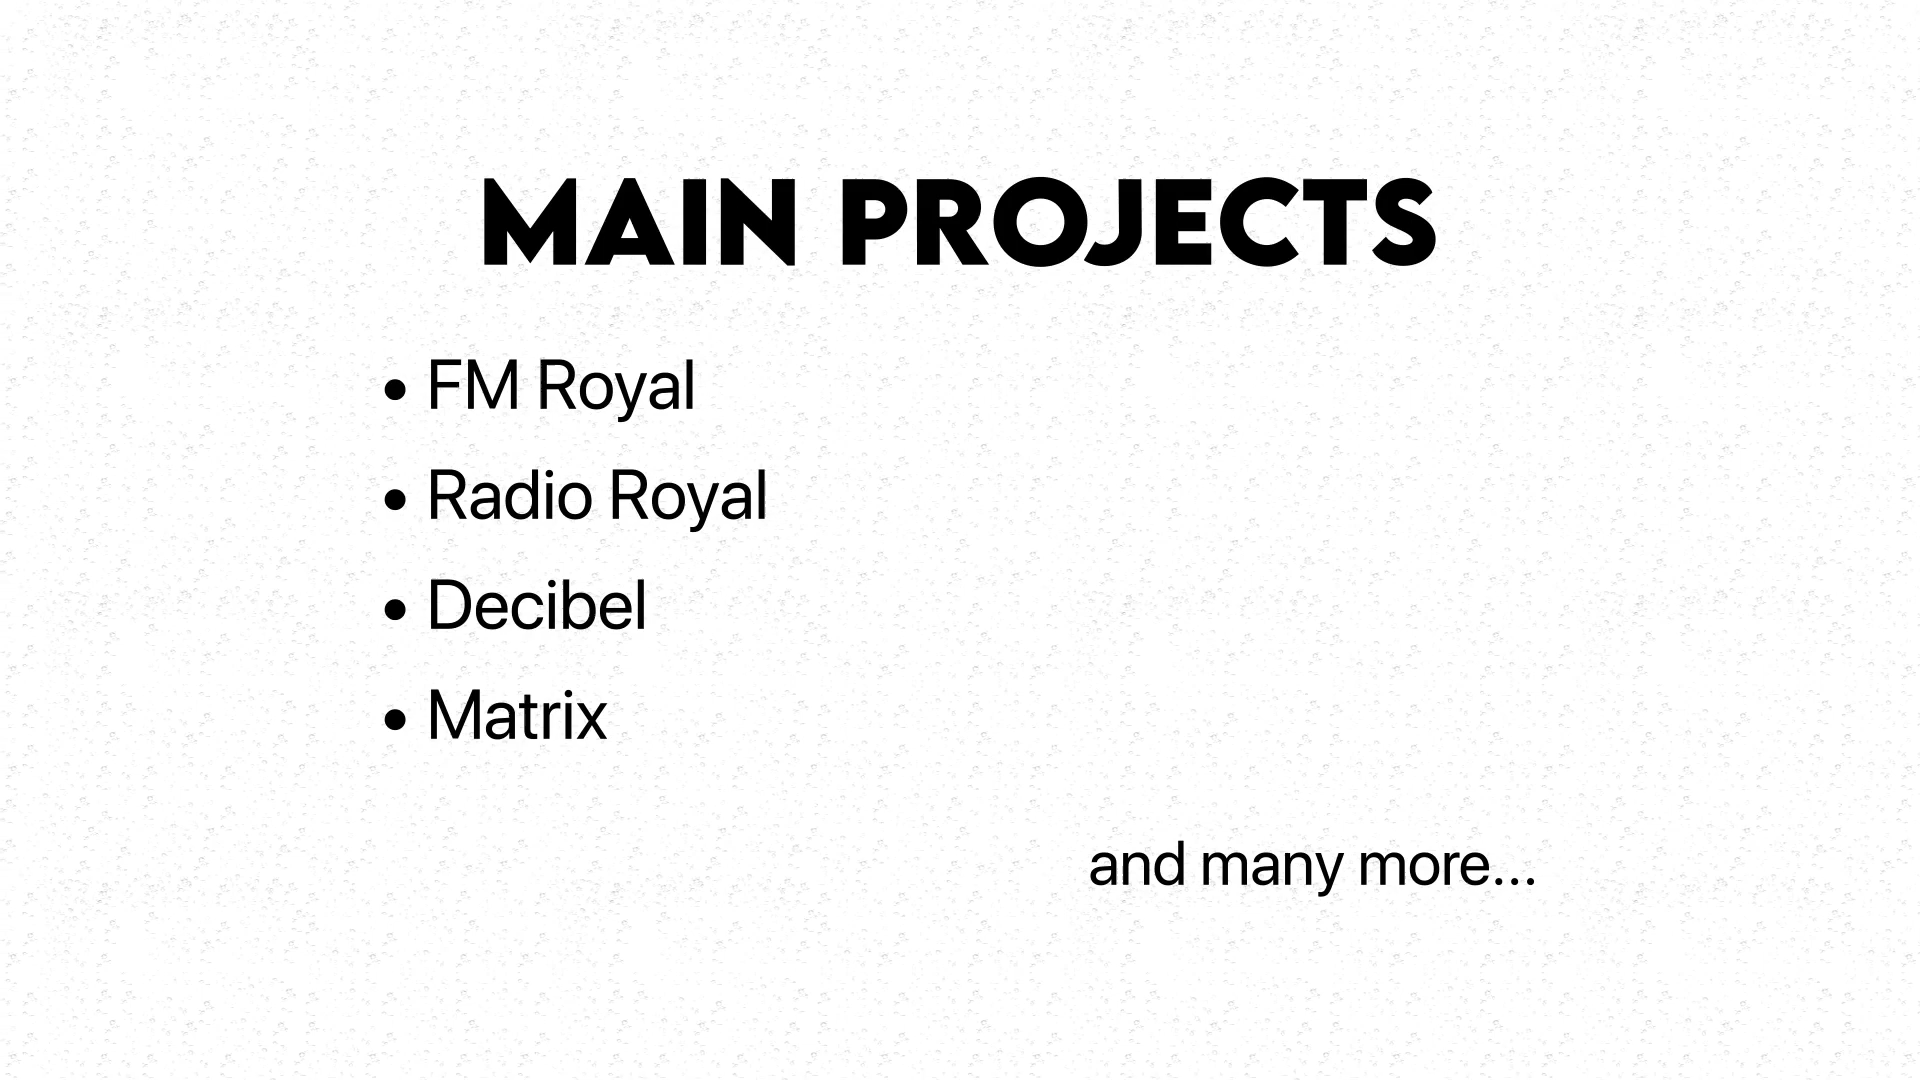 MAIN PROJECTS
• FM Royal
• Radio Royal
• Decibel
• Matrix
and many more...